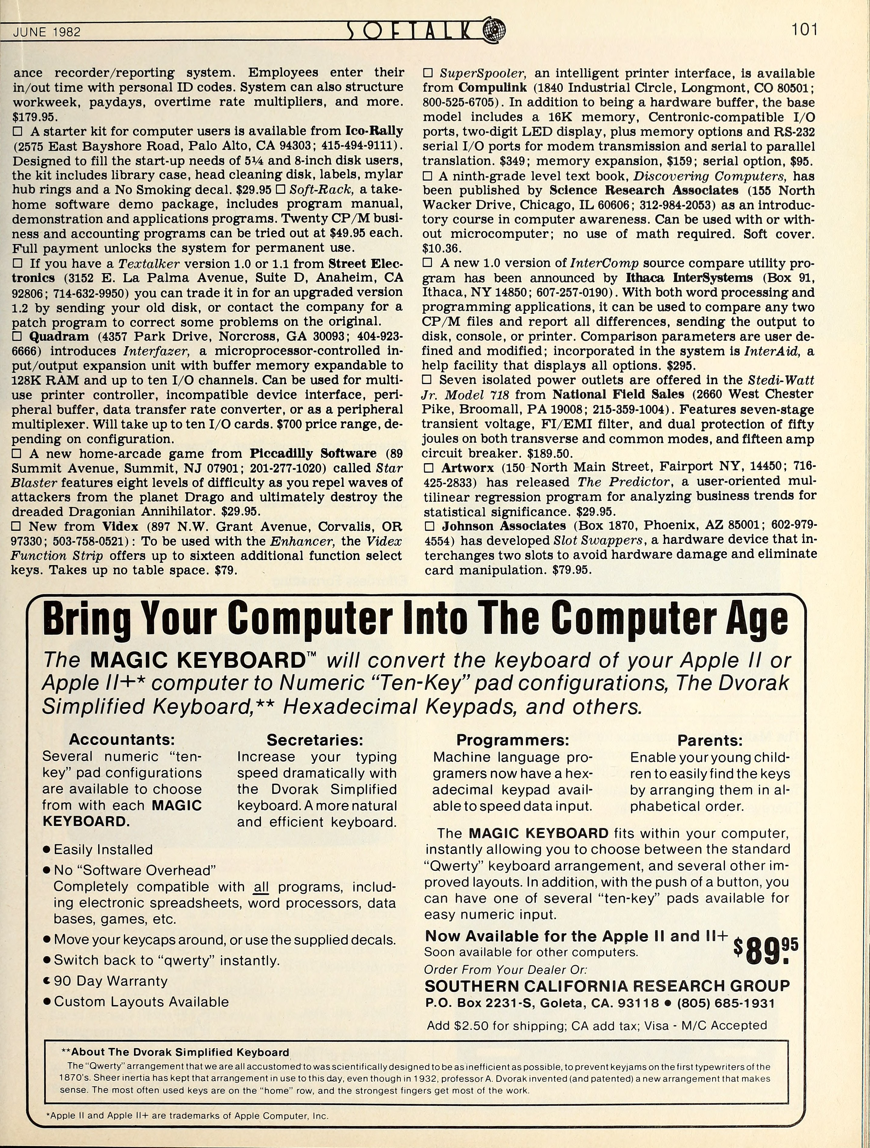 JUNE 1982
SOFTALK
101
ance recorder/reporting system. Employees enter their
in/out time with personal ID codes. System can also structure
workweek, paydays, overtime rate multipliers, and more.
$179.95.
□ A starter kit for computer users is available from Ico-Rally
(2575 East Bayshore Road, Palo Alto, CA 94303; 415-494-9111).
Designed to fill the start-up needs of 5¼ and 8-inch disk users,
the kit includes library case, head cleaning disk, labels, mylar
hub rings and a No Smoking decal. $29.95 □ Soft-Rack, a take-
home software demo package, includes program manual,
demonstration and applications programs. Twenty CP/M busi-
ness and accounting programs can be tried out at $49.95 each.
Full payment unlocks the system for permanent use.
□ If you have a Textalker version 1.0 or 1.1 from Street Elec-
tronics (3152 E. La Palma Avenue, Suite D, Anaheim, CA
92806; 714-632-9950) you can trade it in for an upgraded version
1.2 by sending your old disk, or contact the company for a
patch program to correct some problems on the original.
□ Quadram (4357 Park Drive, Norcross, GA 30093; 404-923-
6666) introduces Interfazer, a microprocessor-controlled in-
put/output expansion unit with buffer memory expandable to
128K RAM and up to ten I/O channels. Can be used for multi-
use printer controller, incompatible device interface, peri-
pheral buffer, data transfer rate converter, or as a peripheral
multiplexer. Will take up to ten I/O cards. $700 price range, de-
pending on configuration.
□ A new home-arcade game from Piccadilly Software (89
Summit Avenue, Summit, NJ 07901; 201-277-1020) called Star
Blaster features eight levels of difficulty as you repel waves of
attackers from the planet Drago and ultimately destroy the
dreaded Dragonian Annihilator. $29.95.
□ New from Videx (897 N.W. Grant Avenue, Corvalis, OR
97330; 503-758-0521): To be used with the Enhancer, the Videx
Function Strip offers up to sixteen additional function select
keys. Takes up no table space. $79.
□ SuperSpooler, an intelligent printer interface, is available
from Compulink (1840 Industrial Circle, Longmont, CO 80501;
800-525-6705). In addition to being a hardware buffer, the base
model includes a 16K memory, Centronic-compatible I/O
ports, two-digit LED display, plus memory options and RS-232
serial I/O ports for modem transmission and serial to parallel
translation. $349; memory expansion, $159; serial option, $95.
□ A ninth-grade level text book, Discovering Computers, has
been published by Science Research Associates (155 North
Wacker Drive, Chicago, IL 60606; 312-984-2053) as an introduc-
tory course in computer awareness. Can be used with or with-
out microcomputer; no use of math required. Soft cover.
$10.36.
□ A new 1.0 version of InterComp source compare utility pro-
gram has been announced by Ithaca InterSystems (Box 91,
Ithaca, NY 14850; 607-257-0190). With both word processing and
programming applications, it can be used to compare any two
CP/M files and report all differences, sending the output to
disk, console, or printer. Comparison parameters are user de-
fined and modified; incorporated in the system is InterAid, a
help facility that displays all options. $295.
□ Seven isolated power outlets are offered in the Stedi-Watt
Jr. Model 718 from National Field Sales (2660 West Chester
Pike, Broomall, PA 19008; 215-359-1004). Features seven-stage
transient voltage, FI/EMI filter, and dual protection of fifty
joules on both transverse and common modes, and fifteen amp
circuit breaker. $189.50.
□ Artworx (150 North Main Street, Fairport NY, 14450; 716-
425-2833) has released The Predictor, a user-oriented mul-
tilinear regression program for analyzing business trends for
statistical significance. $29.95.
□ Johnson Associates (Box 1870, Phoenix, AZ 85001; 602-979-
4554) has developed Slot Swappers, a hardware device that in-
terchanges two slots to avoid hardware damage and eliminate
card manipulation. $79.95.
Bring Your Computer Into The Computer Age
The MAGIC KEYBOARD™ will convert the keyboard of your Apple II or
Apple II+* computer to Numeric “Ten-Key” pad configurations, The Dvorak
Simplified Keyboard,** Hexadecimal Keypads, and others.
Accountants:
Several numeric “ten-
key” pad configurations
are available to choose
from with each MAGIC
KEYBOARD.
Secretaries:
Increase your typing
speed dramatically with
the Dvorak Simplified
keyboard. A more natural
and efficient keyboard.
Programmers:
Machine language pro-
gramers now have a hex-
adecimal keypad avail-
able to speed data input.
Parents:
Enable your young child-
ren to easily find the keys
by arranging them in al-
phabetical order.
● Easily Installed
● No “Software Overhead”
Completely compatible with all programs, includ-
ing electronic spreadsheets, word processors, data
bases, games, etc.
● Move your keycaps around, or use the supplied decals.
● Switch back to “qwerty” instantly.
● 90 Day Warranty
● Custom Layouts Available
The MAGIC KEYBOARD fits within your computer,
instantly allowing you to choose between the standard
“Qwerty” keyboard arrangement, and several other im-
proved layouts. In addition, with the push of a button, you
can have one of several “ten-key” pads available for
easy numeric input.
Now Available for the Apple II and II+
Soon available for other computers.
$89.95
Order From Your Dealer Or:
SOUTHERN CALIFORNIA RESEARCH GROUP
P.O. Box 2231-S, Goleta, CA. 93118 ● (805) 685-1931
Add $2.50 for shipping; CA add tax; Visa - M/C Accepted
**About The Dvorak Simplified Keyboard
The “Qwerty” arrangement that we are all accustomed to was scientifically designed to be as inefficient as possible, to prevent keyjams on the first typewriters of the
1870's. Sheer inertia has kept that arrangement in use to this day, even though in 1932, professor A. Dvorak invented (and patented) a new arrangement that makes
sense. The most often used keys are on the “home” row, and the strongest fingers get most of the work.
*Apple II and Apple II+ are trademarks of Apple Computer, Inc.